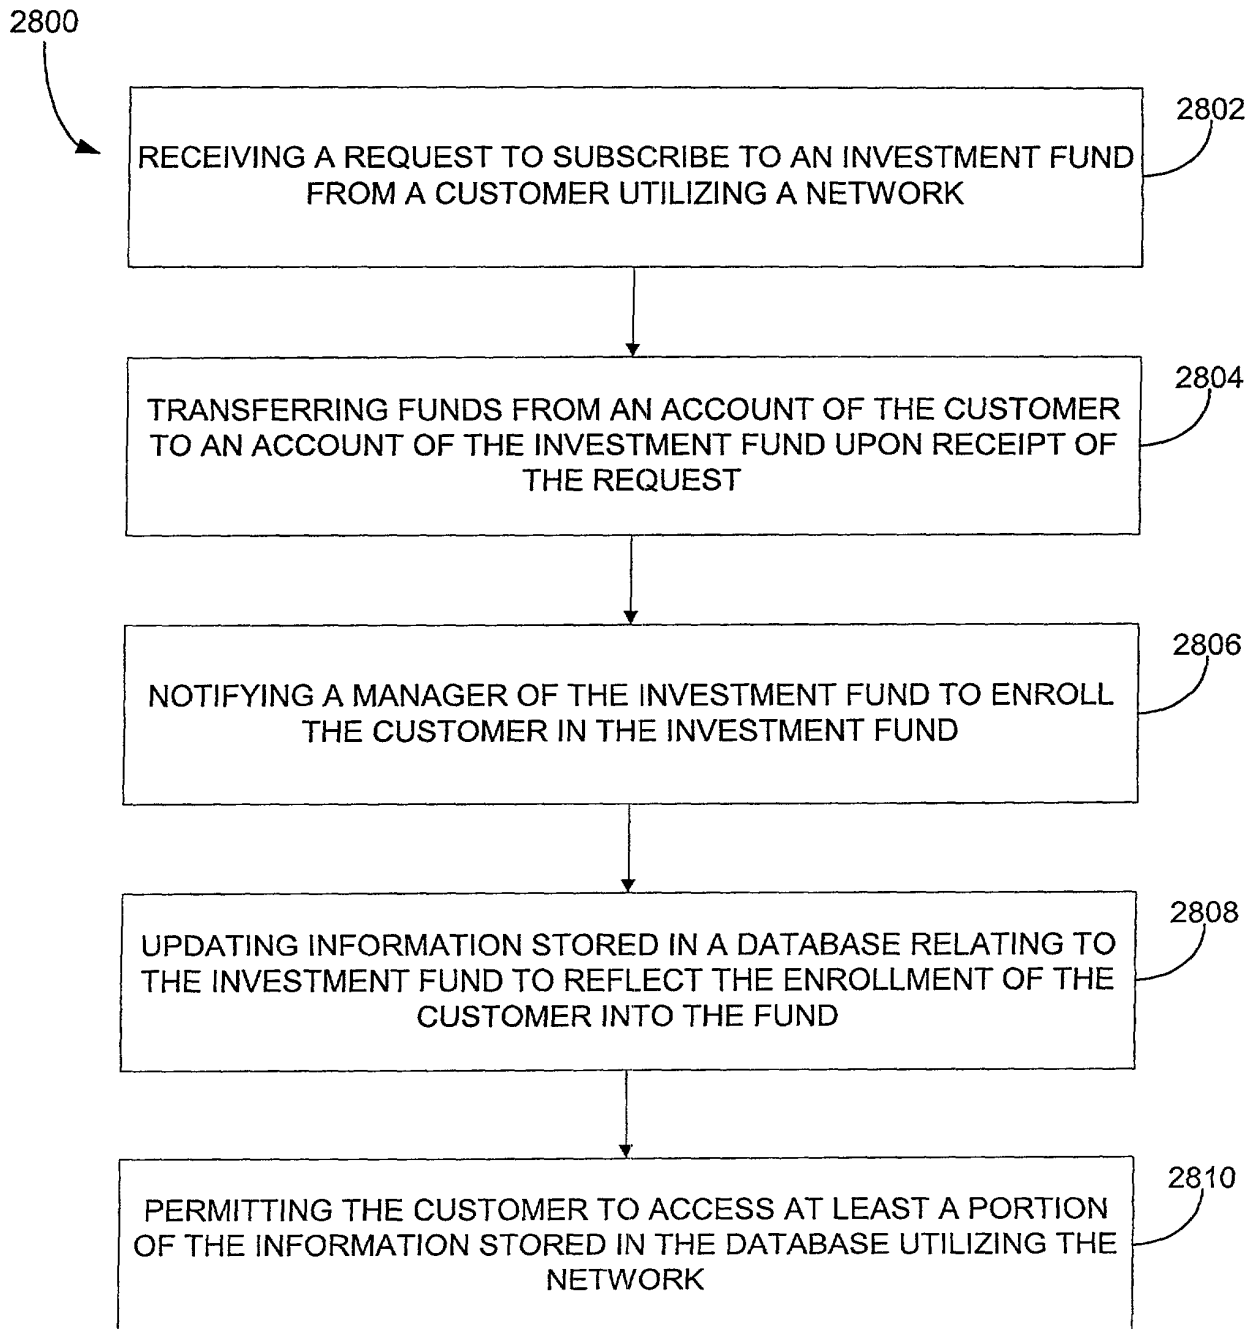 2800
2802
RECEIVING A REQUEST TO SUBSCRIBE TO AN INVESTMENT FUND
FROM A CUSTOMER UTILIZING A NETWORK
2804
TRANSFERRING FUNDS FROM AN ACCOUNT OF THE CUSTOMER
TO AN ACCOUNT OF THE INVESTMENT FUND UPON RECEIPT OF
THE REQUEST
2806
NOTIFYING A MANAGER OF THE INVESTMENT FUND TO ENROLL
THE CUSTOMER IN THE INVESTMENT FUND
2808
UPDATING INFORMATION STORED IN A DATABASE RELATING TO
THE INVESTMENT FUND TO REFLECT THE ENROLLMENT OF THE
CUSTOMER INTO THE FUND
2810
PERMITTING THE CUSTOMER TO ACCESS AT LEAST A PORTION
OF THE INFORMATION STORED IN THE DATABASE UTILIZING THE
NETWORK